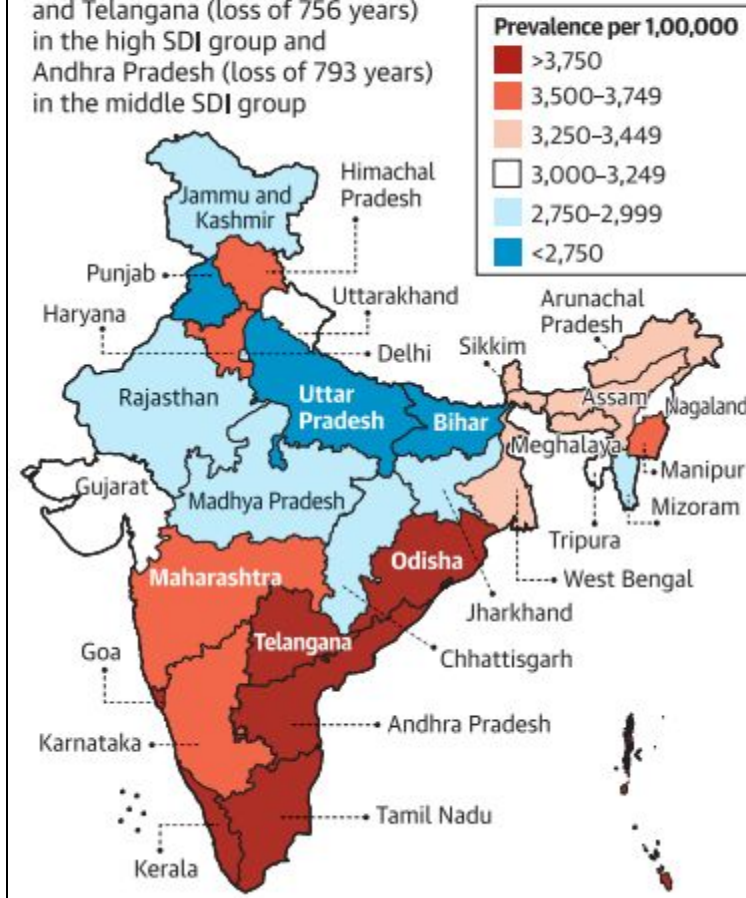 and Telangana (loss of 756 years)
in the high SDI group and
Andhra Pradesh (loss of 793 years)
in the middle SDI group
Prevalence per 1,00,000
>3,750
3,500–3,749
3,250–3,449
3,000–3,249
2,750–2,999
<2,750
Jammu and
Kashmir
Himachal
Pradesh
Punjab
Uttarakhand
Haryana
Delhi
Arunachal
Pradesh
Sikkim
Rajasthan
Uttar
Pradesh
Bihar
Assam
Nagaland
Meghalaya
Gujarat
Madhya Pradesh
Manipur
Mizoram
Tripura
Odisha
West Bengal
Maharashtra
Jharkhand
Telangana
Chhattisgarh
Goa
Andhra Pradesh
Karnataka
Tamil Nadu
Kerala